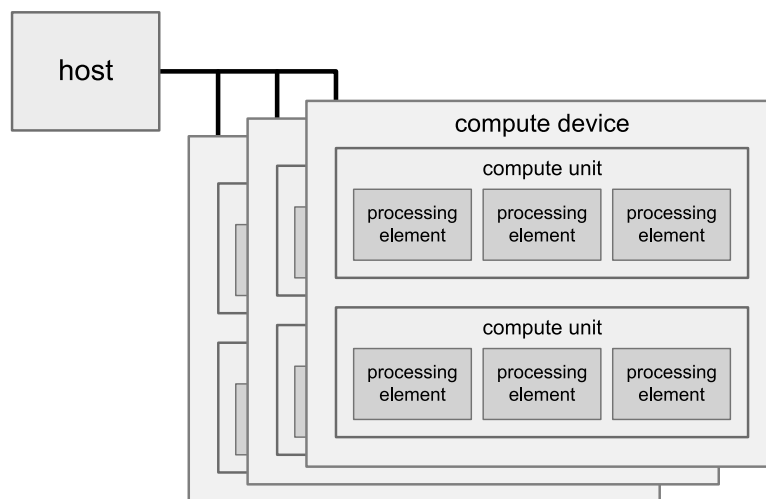 host
compute device
compute unit
processing processing processing
element element element
compute unit
processing processing processing
element element element